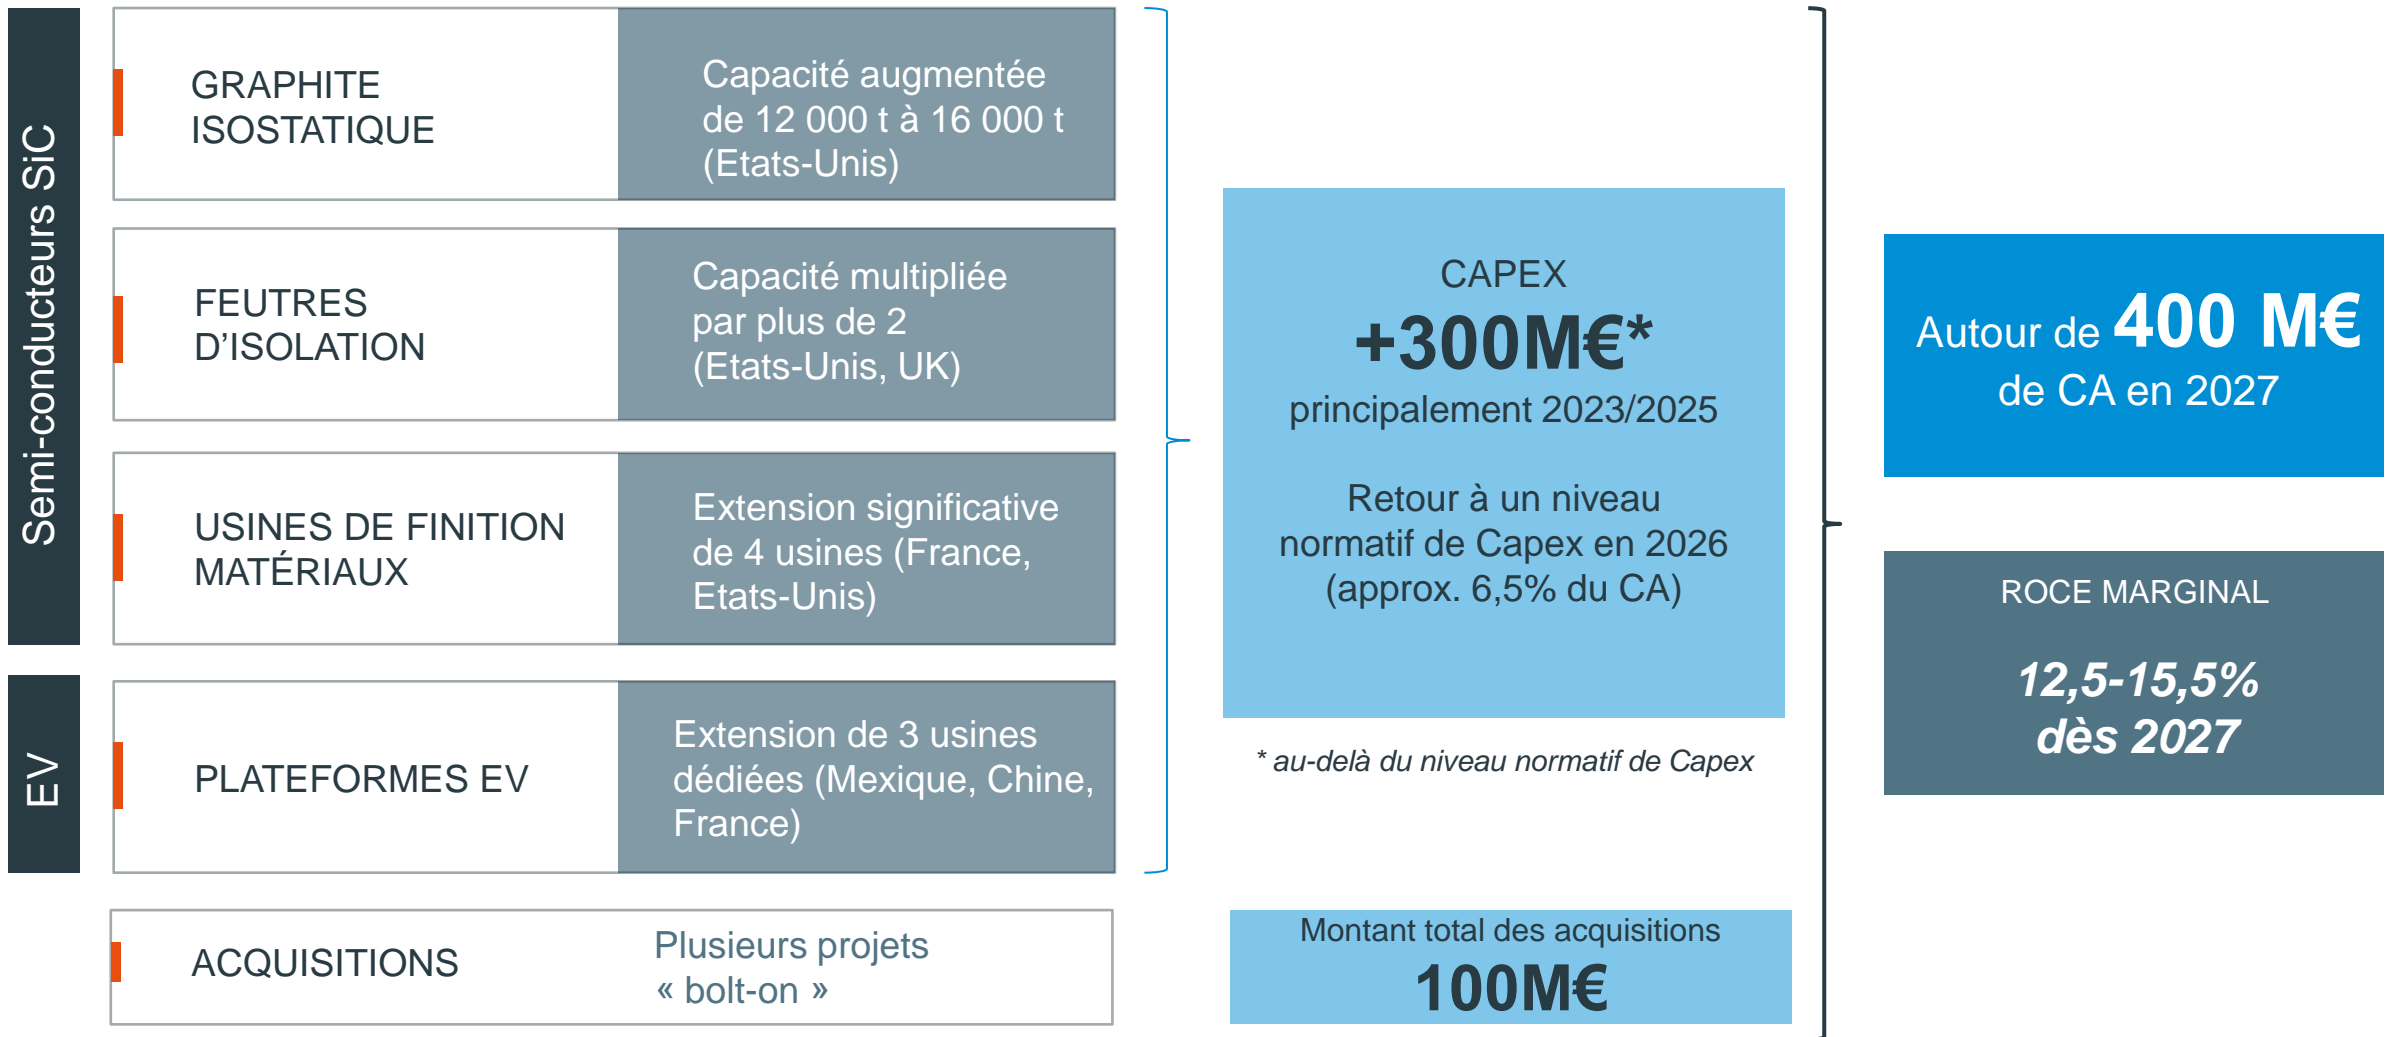 Semi-conducteurs SiC
GRAPHITE
ISOSTATIQUE
Capacité augmentée
de 12 000 t à 16 000 t
(Etats-Unis)
FEUTRES
D’ISOLATION
Capacité multipliée
par plus de 2
(Etats-Unis, UK)
USINES DE FINITION
MATÉRIAUX
Extension significative
de 4 usines (France,
Etats-Unis)
EV
PLATEFORMES EV
Extension de 3 usines
dédiées (Mexique, Chine,
France)
ACQUISITIONS
Plusieurs projets
« bolt-on »
CAPEX
+300M€*
principalement 2023/2025
Retour à un niveau
normatif de Capex en 2026
(approx. 6,5% du CA)
* au-delà du niveau normatif de Capex
Montant total des acquisitions
100M€
Autour de 400 M€
de CA en 2027
ROCE MARGINAL
12,5-15,5%
dès 2027